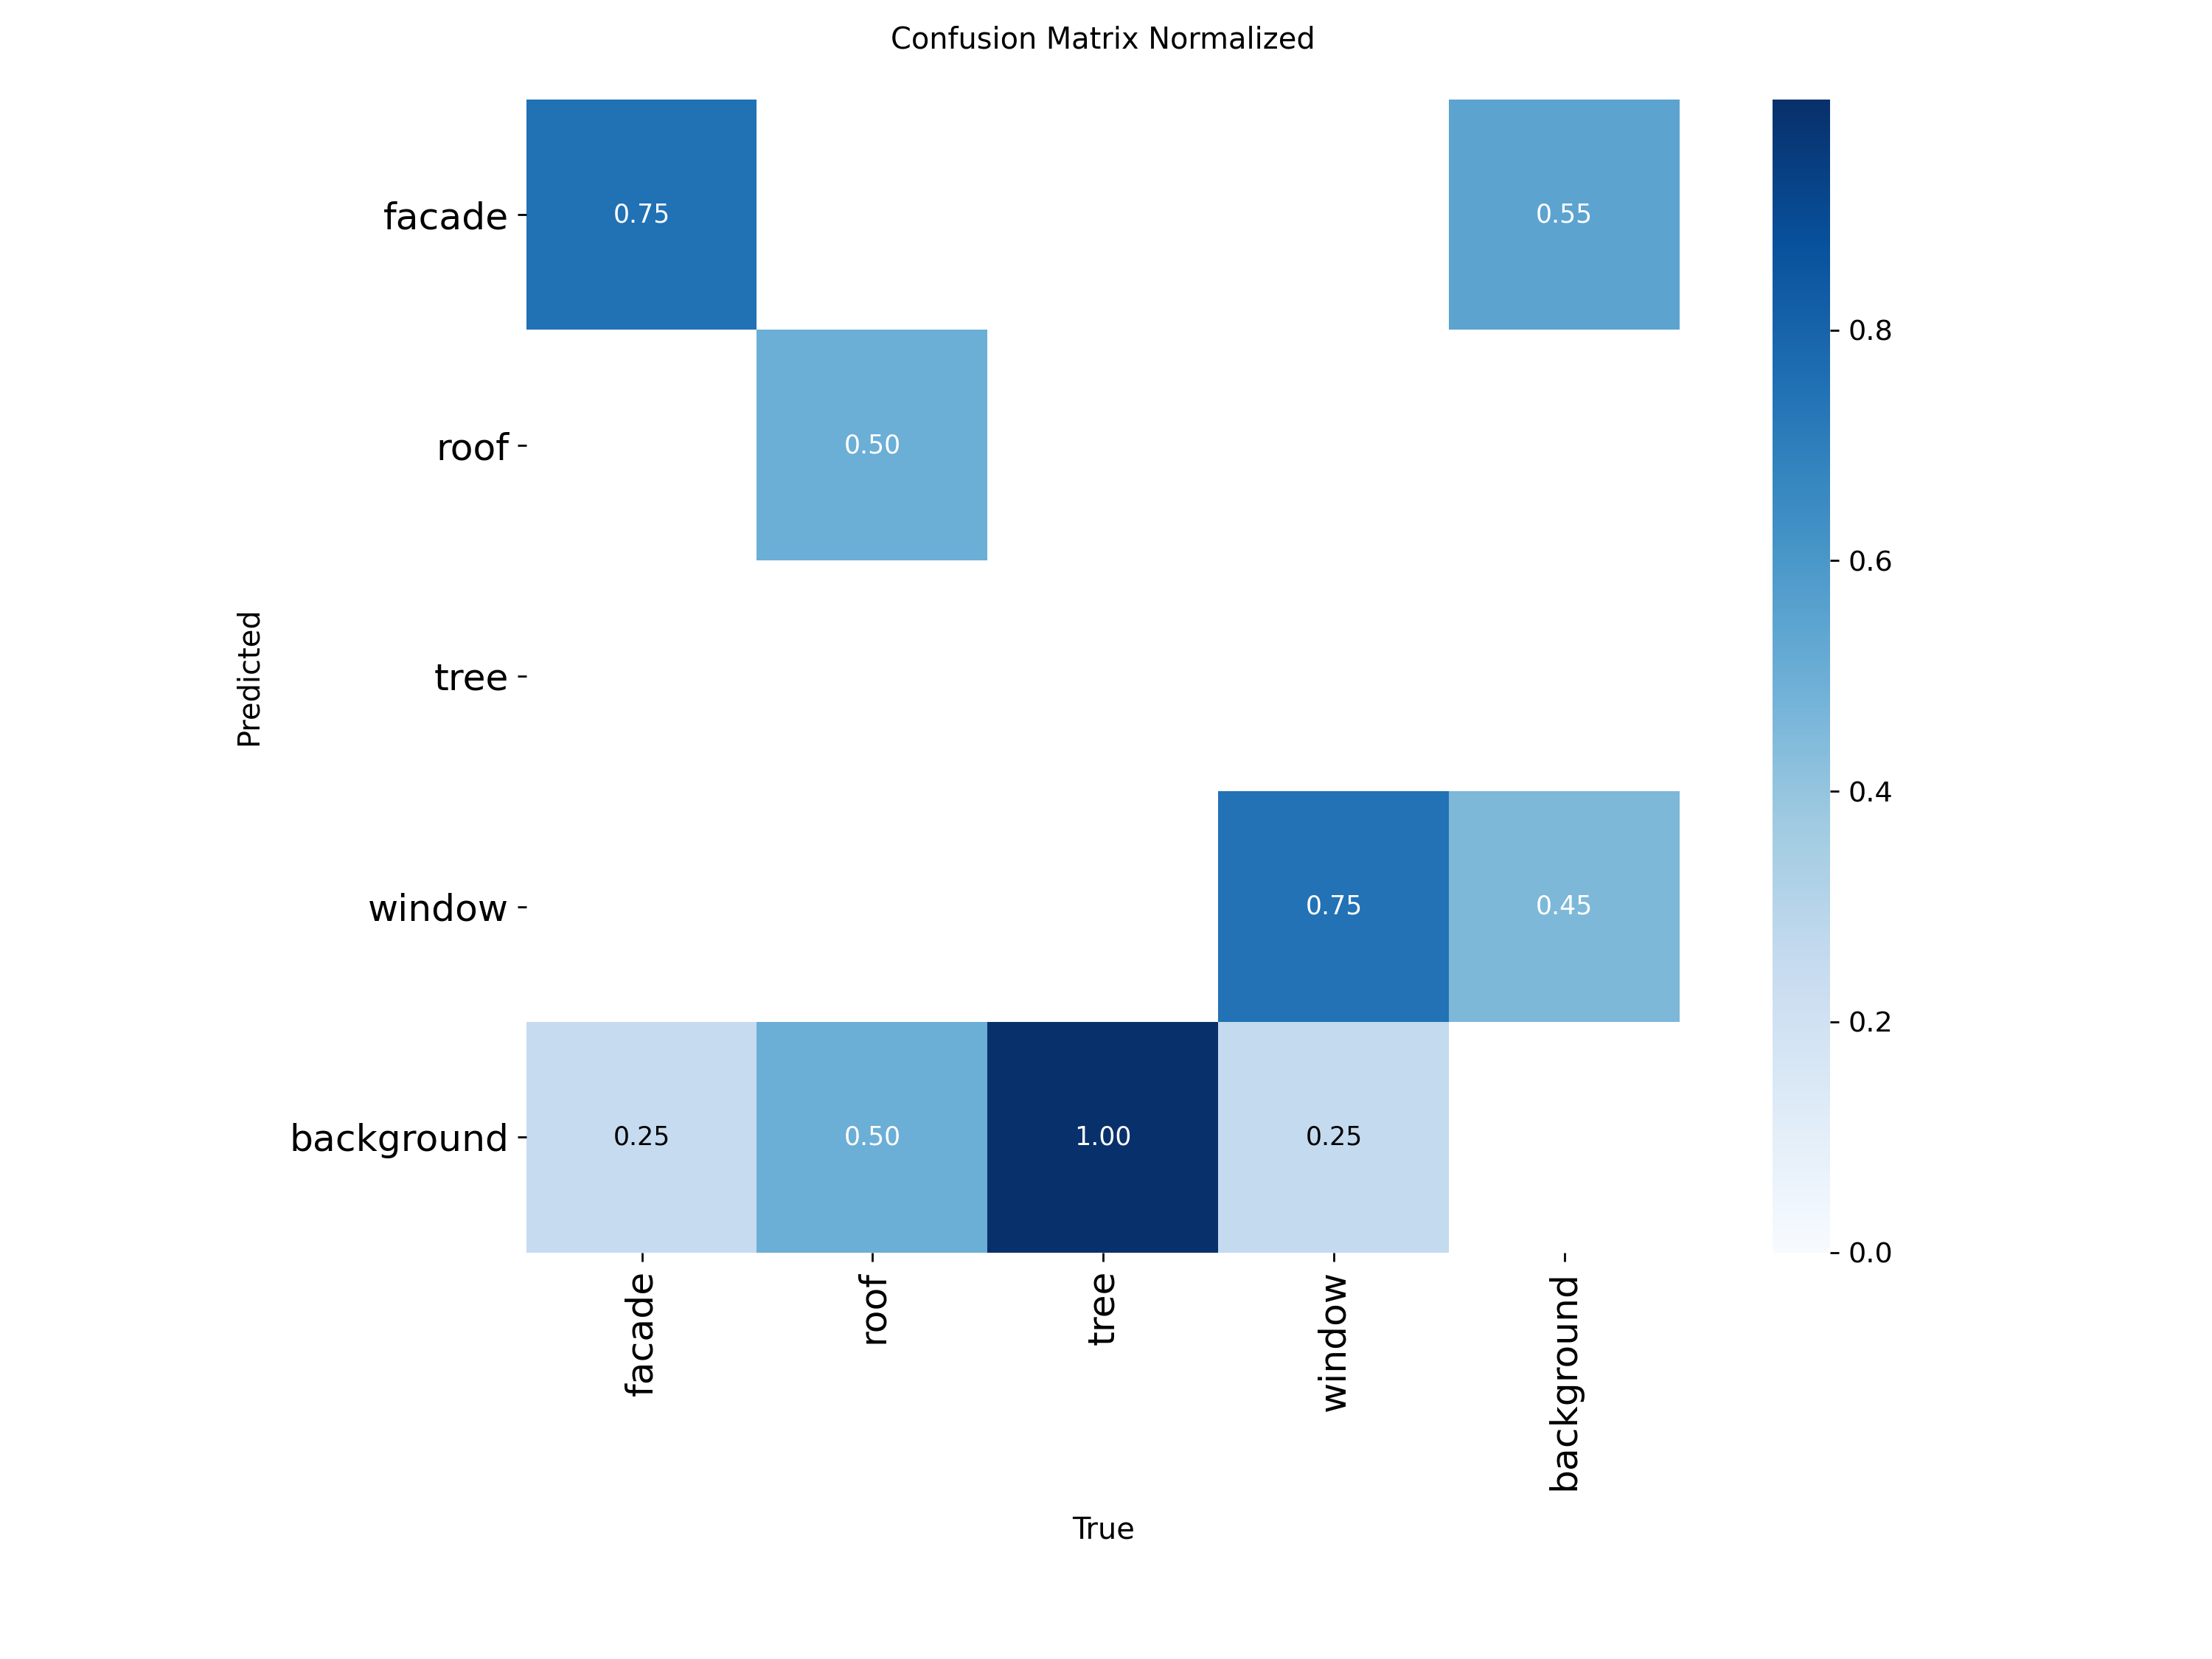 Confusion Matrix Normalized
facade
0.75
0.55
0.8
roof
0.50
0.6
Predicted
tree
0.4
window
0.75
0.45
0.2
background
0.25
0.50
1.00
0.25
0.0
facade
roof
tree
window
background
True